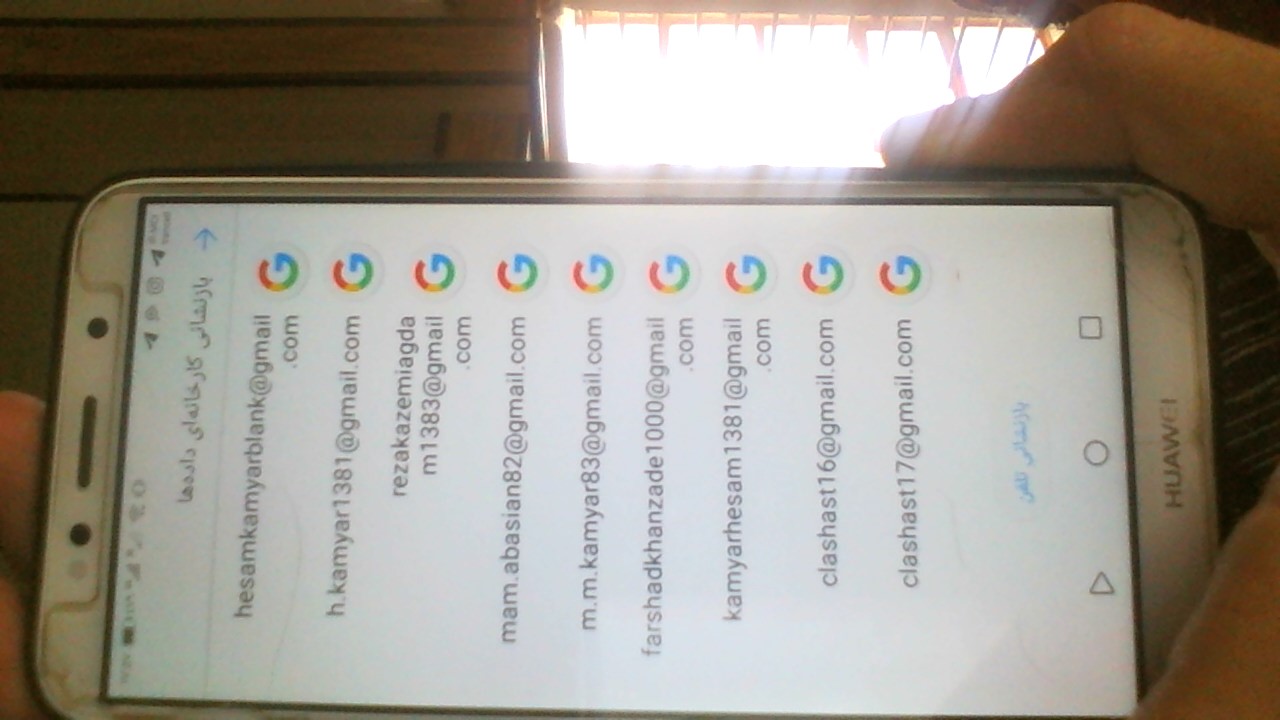 بازنشانی کارخانه‌ای داده‌ها
hesamkamyarblank@gmail
.com
h.kamyar1381@gmail.com
rezakazemiagda
m1383@gmail
.com
mam.abasian82@gmail.com
m.m.kamyar83@gmail.com
farshadkhanzade1000@gmail
.com
kamyarhesam1381@gmail
.com
clashast16@gmail.com
clashast17@gmail.com
بازنشانی تلفن
HUAWEI